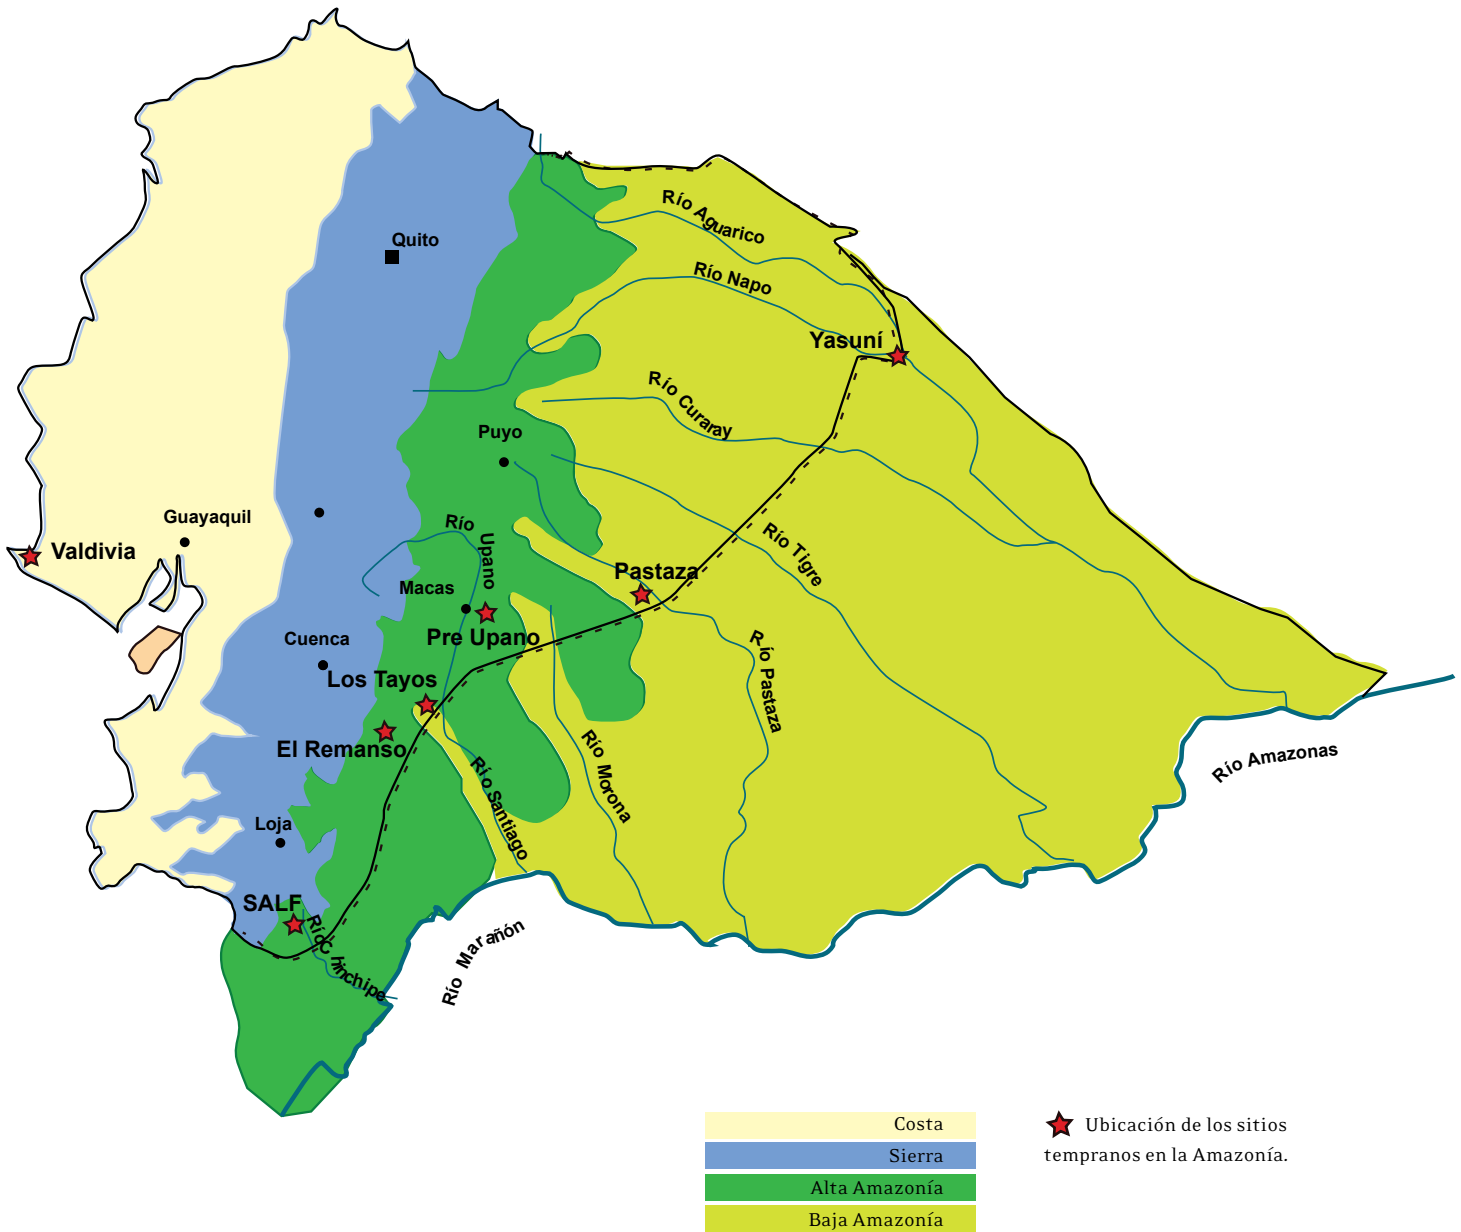 Río Aguarico
Quito
Río Napo
Yasuní
Río Curaray
Puyo
Guayaquil
Río Upano
Valdivia
Río Tigre
Pastaza
Macas
Pre Upano
Cuenca
Río Pastaza
Los Tayos
El Remanso
Río Morona
Río Amazonas
Río Santiago
Loja
SALF
Río Chinchipe
Río Marañón
Costa
Sierra
Alta Amazonía
Baja Amazonía
Ubicación de los sitios
tempranos en la Amazonía.